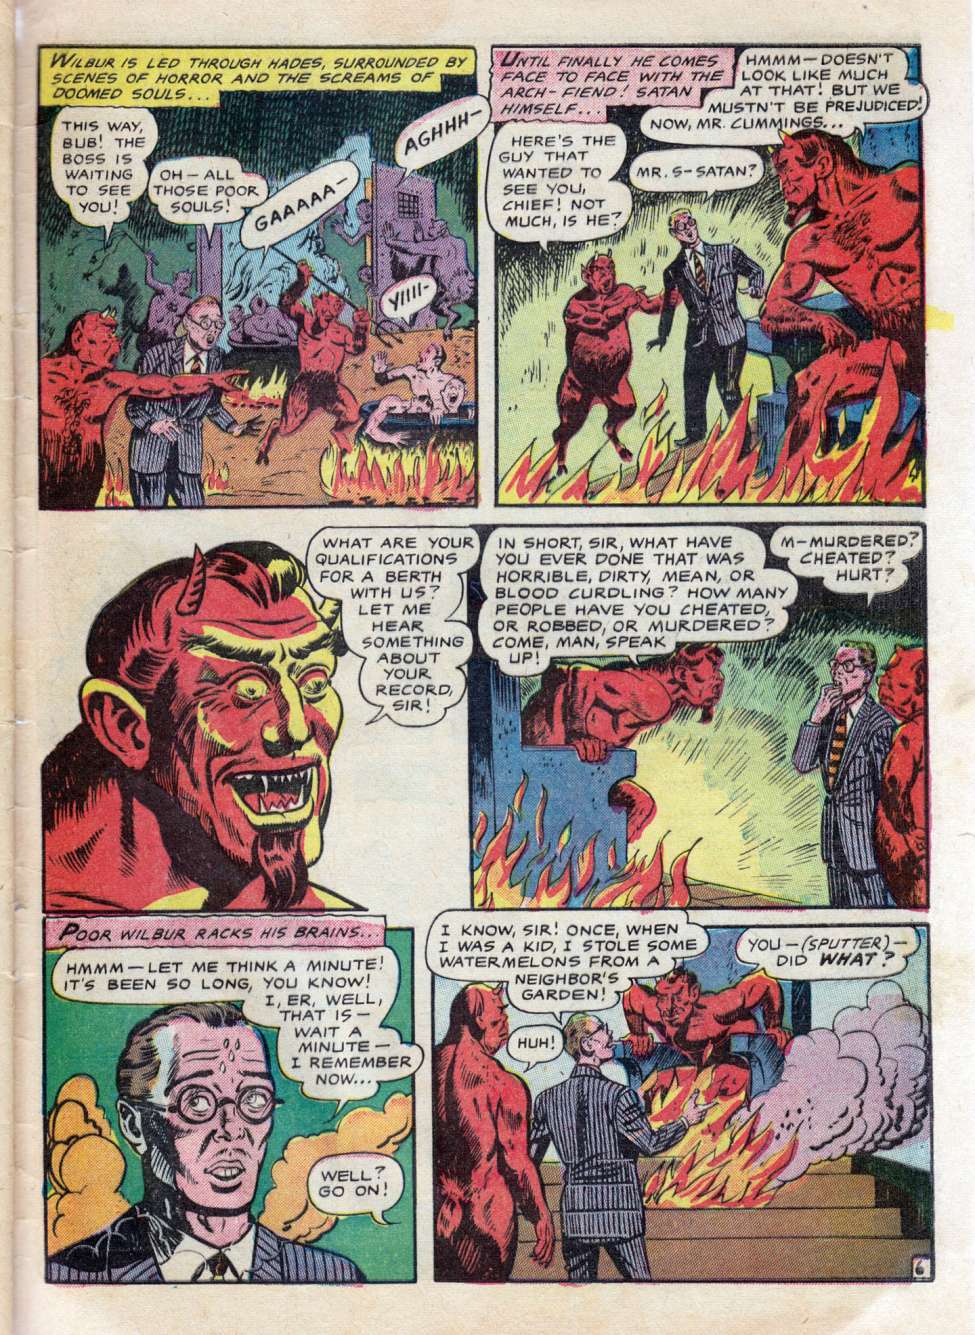 WILBUR IS LED THROUGH HADES, SURROUNDED BY
SCENES OF HORROR AND THE SCREAMS OF
DOOMED SOULS...
THIS WAY,
BUB! THE
BOSS IS
WAITING
TO SEE
YOU!
OH—ALL
THOSE POOR
SOULS!
GAAAAA—
AGHHH—
YIIII-
UNTIL FINALLY HE COMES
FACE TO FACE WITH THE
ARCH-FIEND! SATAN
HIMSELF...
HERE'S THE
GUY THAT
WANTED TO
SEE YOU,
CHIEF! NOT
MUCH, IS HE?
MR. S-SATAN?
HMMM—DOESN'T
LOOK LIKE MUCH
AT THAT! BUT WE
MUSTN'T BE PREJUDICED!
NOW, MR. CUMMINGS...
WHAT ARE YOUR
QUALIFICATIONS
FOR A BERTH
WITH US?
LET ME
HEAR
SOMETHING
ABOUT
YOUR
RECORD,
SIR!
IN SHORT, SIR, WHAT HAVE
YOU EVER DONE THAT WAS
HORRIBLE, DIRTY, MEAN, OR
BLOOD CURDLING? HOW MANY
PEOPLE HAVE YOU CHEATED,
OR ROBBED, OR MURDERED?
COME, MAN, SPEAK
UP!
M-MURDERED?
CHEATED?
HURT?
POOR WILBUR RACKS HIS BRAINS...
HMMM—LET ME THINK A MINUTE!
IT'S BEEN SO LONG, YOU KNOW!
I, ER, WELL,
THAT IS—
WAIT A
MINUTE—
I REMEMBER
NOW...
WELL?
GO ON!
I KNOW, SIR! ONCE, WHEN
I WAS A KID, I STOLE SOME
WATERMELONS FROM A
NEIGHBOR'S
GARDEN!
HUH!
YOU—(SPUTTER)—
DID WHAT?
6